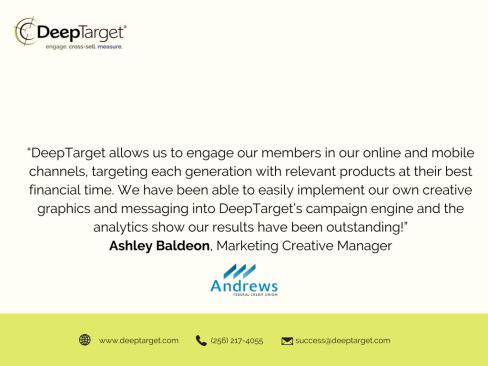 DeepTarget®
engage. cross-sell. measure.
“DeepTarget allows us to engage our members in our online and mobile
channels, targeting each generation with relevant products at their best
financial time. We have been able to easily implement our own creative
graphics and messaging into DeepTarget’s campaign engine and the
analytics show our results have been outstanding!”
Ashley Baldeon, Marketing Creative Manager
Andrews
FEDERAL CREDIT UNION
www.deeptarget.com (256) 217-4055 success@deeptarget.com